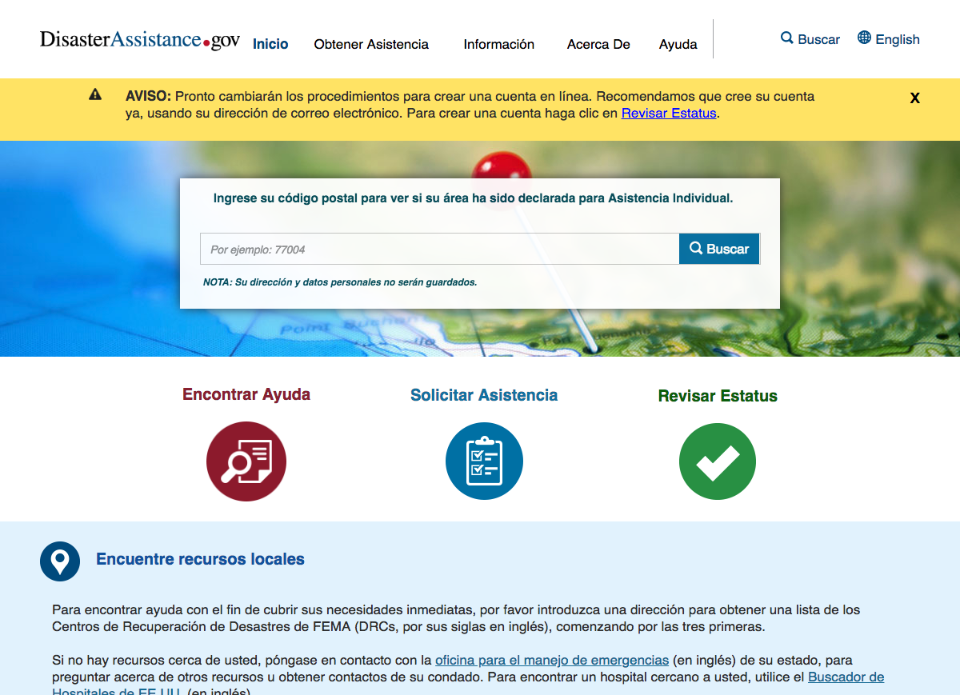 DisasterAssistance.gov
Inicio
Obtener Asistencia
Información
Acerca De
Ayuda
Buscar
English
AVISO: Pronto cambiarán los procedimientos para crear una cuenta en línea. Recomendamos que cree su cuenta
ya, usando su dirección de correo electrónico. Para crear una cuenta haga clic en Revisar Estatus.
X
Ingrese su código postal para ver si su área ha sido declarada para Asistencia Individual.
Por ejemplo: 77004
Buscar
NOTA: Su dirección y datos personales no serán guardados.
Point
Encontrar Ayuda
Solicitar Asistencia
Revisar Estatus
Encuentre recursos locales
Para encontrar ayuda con el fin de cubrir sus necesidades inmediatas, por favor introduzca una dirección para obtener una lista de los
Centros de Recuperación de Desastres de FEMA (DRCs, por sus siglas en inglés), comenzando por las tres primeras.
Si no hay recursos cerca de usted, póngase en contacto con la oficina para el manejo de emergencias (en inglés) de su estado, para
preguntar acerca de otros recursos u obtener contactos de su condado. Para encontrar un hospital cercano a usted, utilice el Buscador de
Hospitales de EE.UU. (en inglés)